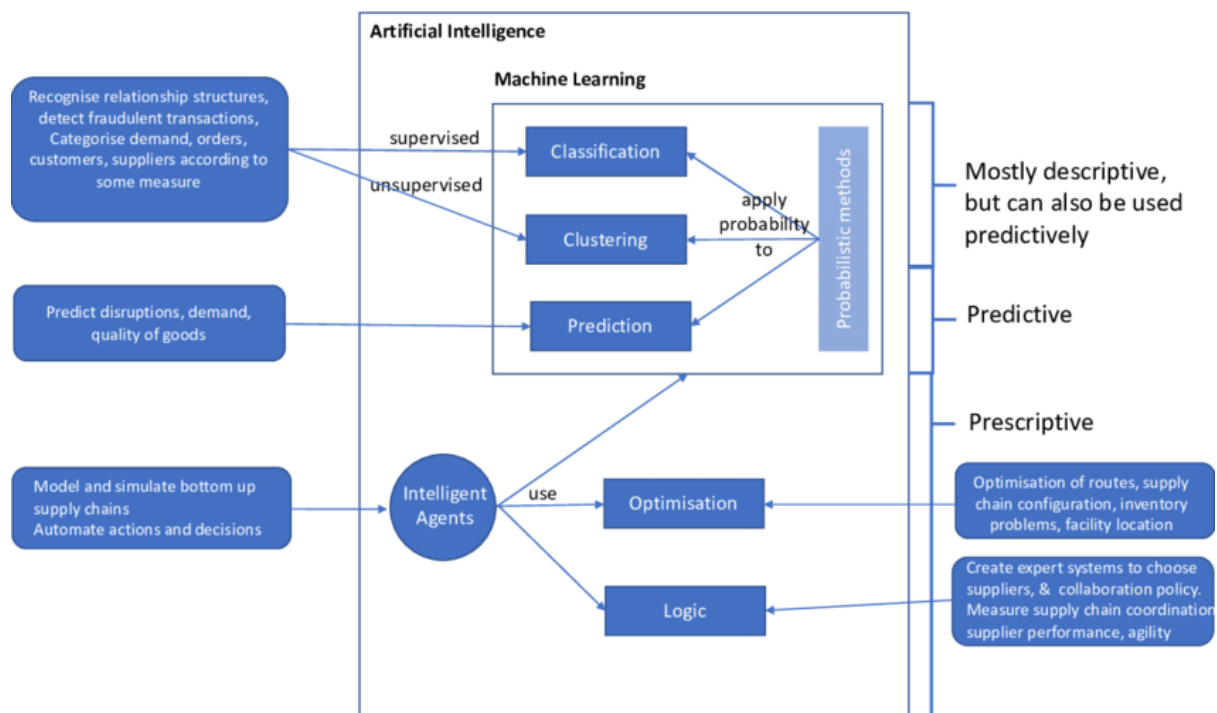 Artificial Intelligence
Machine Learning
Recognise relationship structures,
detect fraudulent transactions,
Categorise demand, orders,
customers, suppliers according to
some measure
supervised
unsupervised
Classification
Clustering
Prediction
apply
probability
to
Probabilistic methods
Mostly descriptive,
but can also be used
predictively
Predict disruptions, demand,
quality of goods
Predictive
Prescriptive
Model and simulate bottom up
supply chains
Automate actions and decisions
Intelligent
Agents
use
Optimisation
Logic
Optimisation of routes, supply
chain configuration, inventory
problems, facility location
Create expert systems to choose
suppliers, & collaboration policy.
Measure supply chain coordination
supplier performance, agility